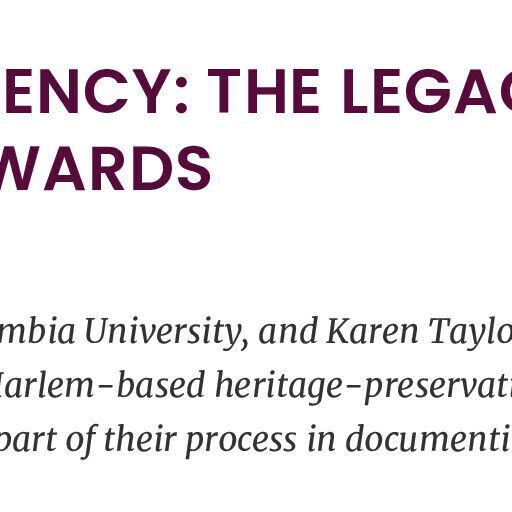 ENCY: THE LEGAC
WARDS
mbia University, and Karen Taylo
Harlem-based heritage-preservati
part of their process in documenti